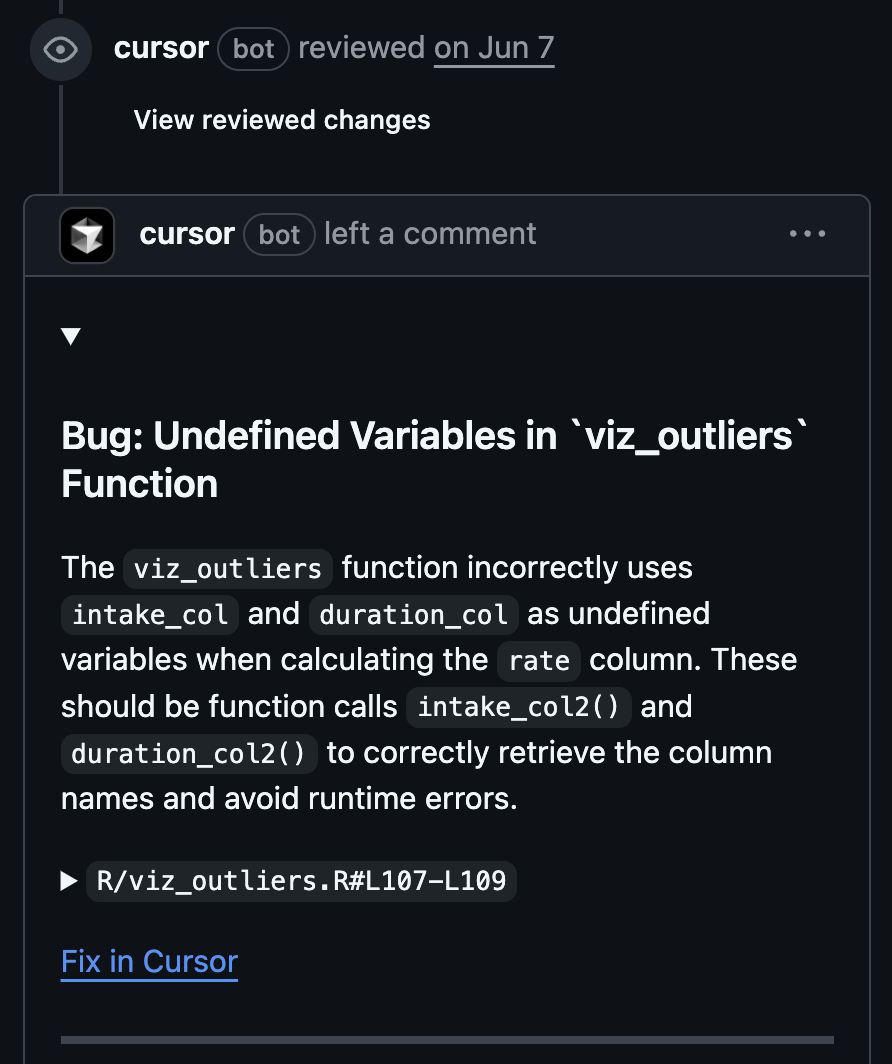 cursor bot reviewed on Jun 7
View reviewed changes
cursor bot left a comment
Bug: Undefined Variables in `viz_outliers`
Function
The viz_outliers function incorrectly uses
intake_col and duration_col as undefined
variables when calculating the rate column. These
should be function calls intake_col2() and
duration_col2() to correctly retrieve the column
names and avoid runtime errors.
R/viz_outliers.R#L107-L109
Fix in Cursor